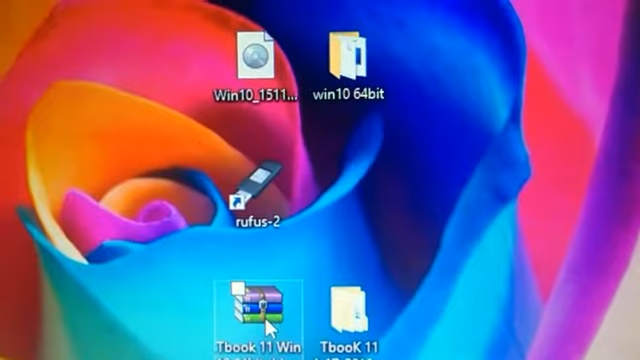 Win10_1511...
win10 64bit
rufus-2
Tbook 11 Win
TbooK 11